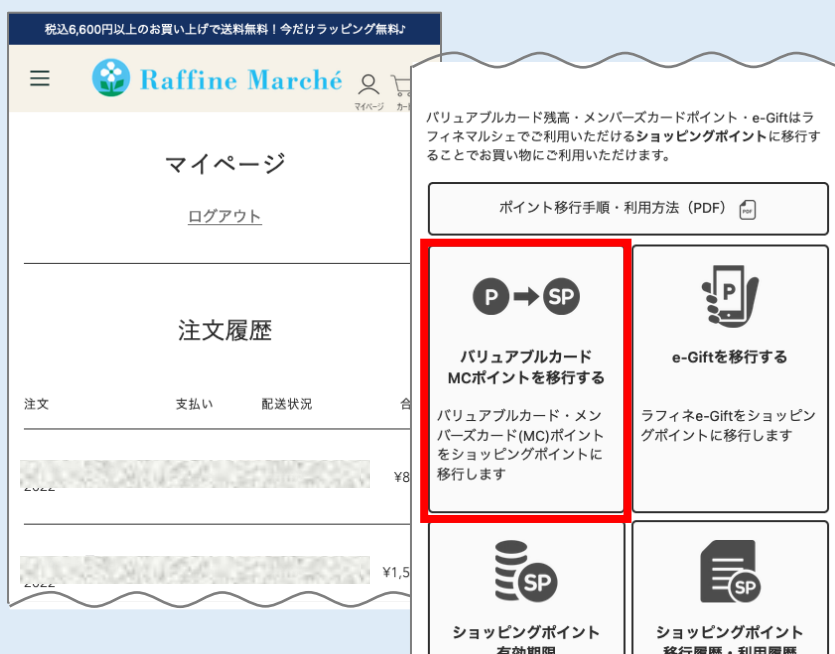 税込6,600円以上のお買い上げで送料無料！今だけラッピング無料♪
Raffine Marché
マイページ
マイページ
ログアウト
注文履歴
注文 支払い 配送状況
¥8
2022
¥1,5
2022
バリュアブルカード残高・メンバーズカードポイント・e-Giftはラ
フィネマルシェでご利用いただけるショッピングポイントに移行す
ることでお買い物にご利用いただけます。
ポイント移行手順・利用方法（PDF） PDF
P SP
バリュアブルカード
MCポイントを移行する
バリュアブルカード・メン
バーズカード(MC)ポイント
をショッピングポイントに
移行します
P
e-Giftを移行する
ラフィネe-Giftをショッピン
グポイントに移行します
SP
ショッピングポイント
有効期限
SP
ショッピングポイント
移行履歴・利用履歴